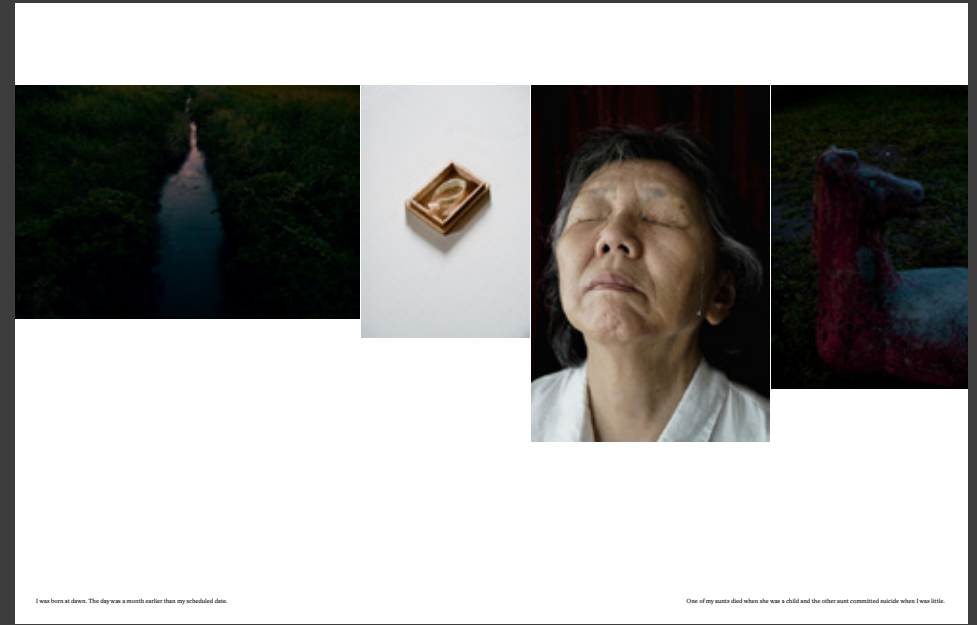 I was born at dawn. The day was a month earlier than my scheduled date.
One of my aunts died when she was a child and the other aunt committed suicide when I was little.